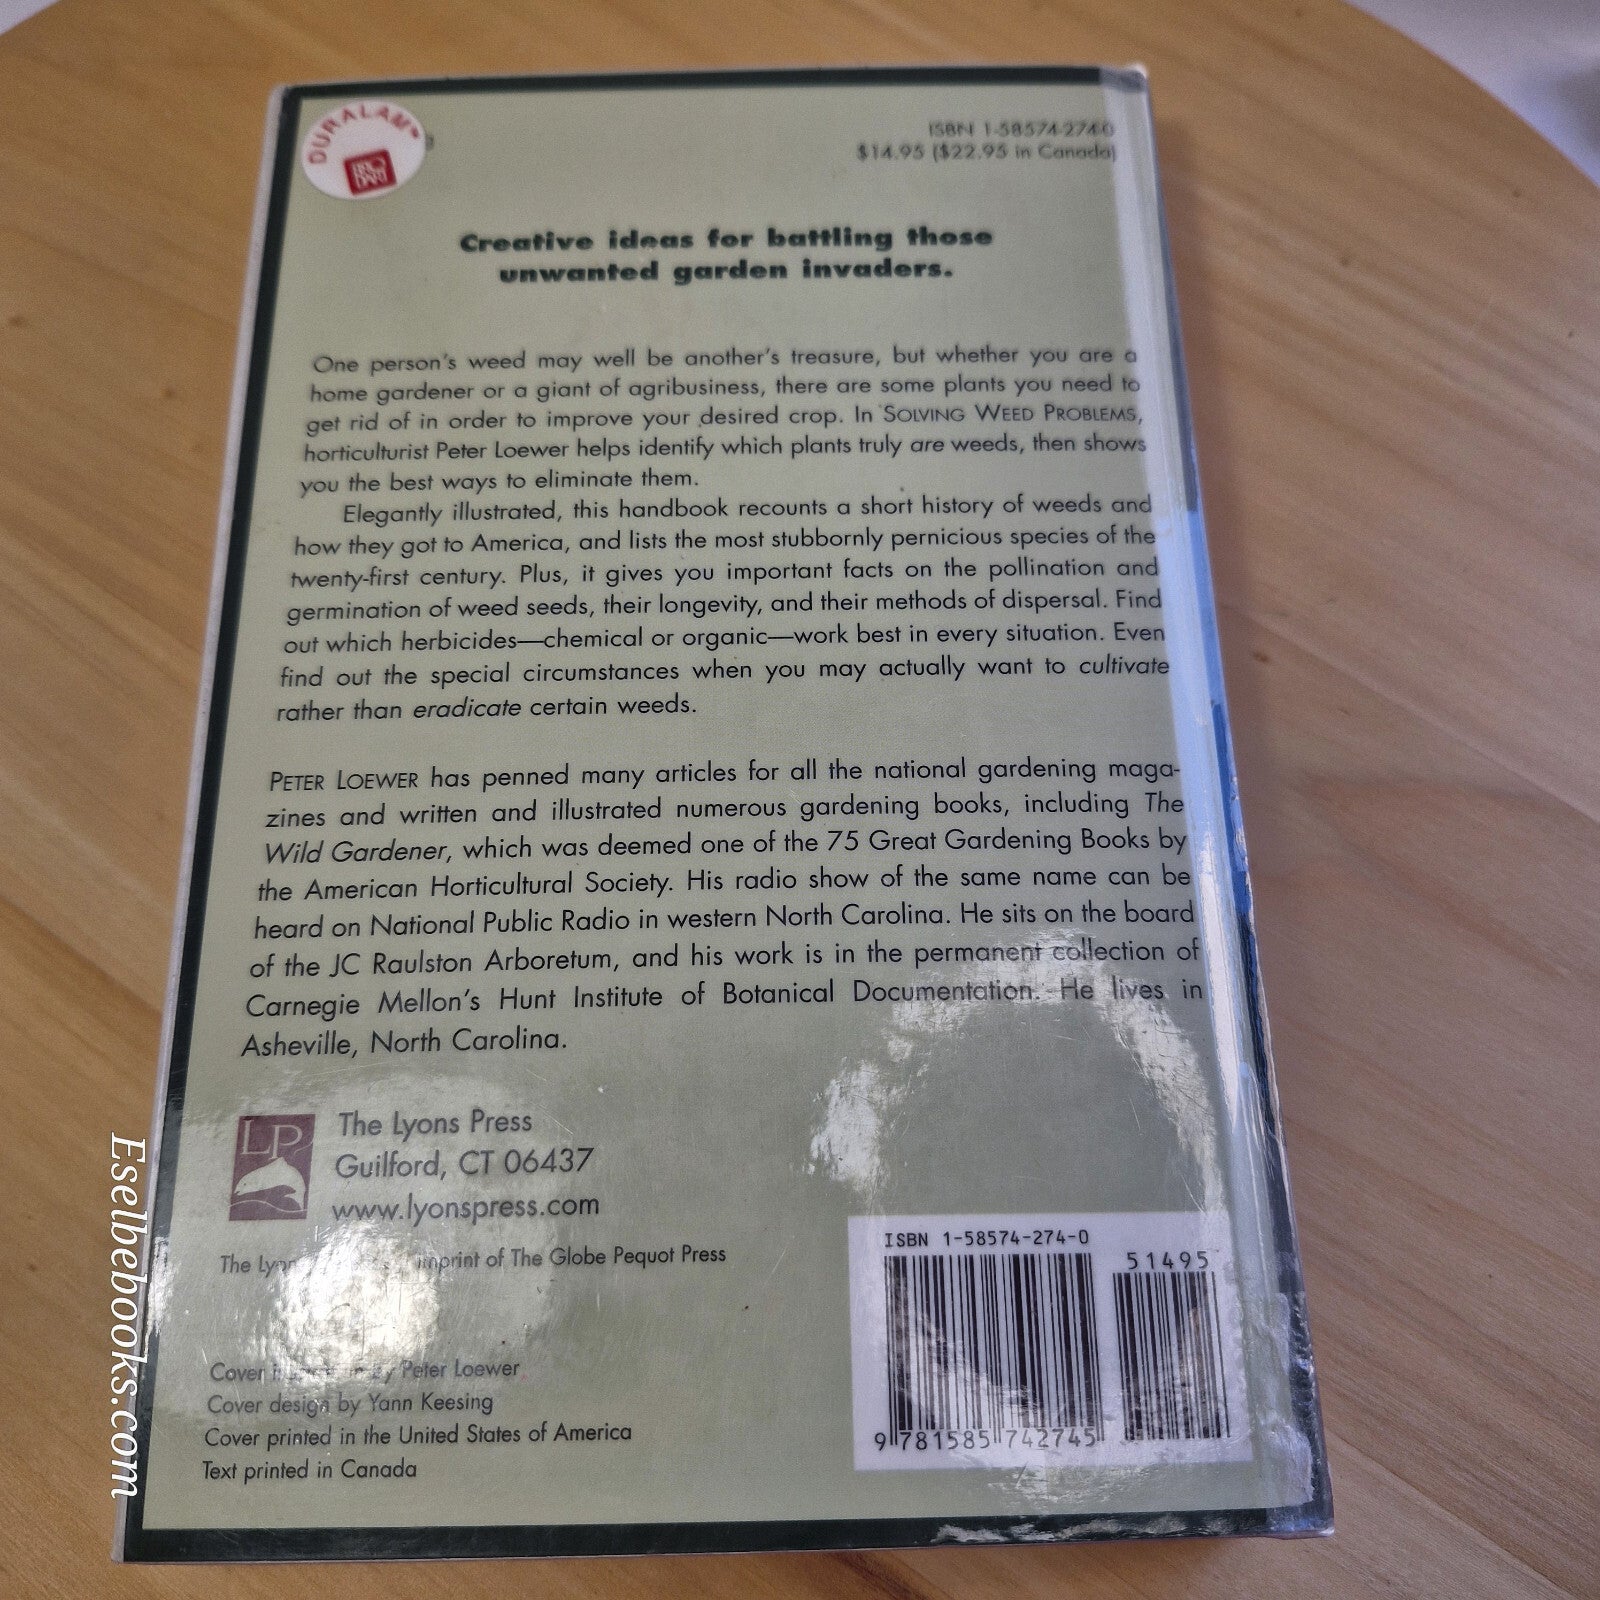 DURALAM™
ISBN 1-58574-274-0
$14.95 ($22.95 in Canada)
Creative ideas for battling those
unwanted garden invaders.
One person's weed may well be another's treasure, but whether you are a
home gardener or a giant of agribusiness, there are some plants you need to
get rid of in order to improve your desired crop. In SOLVING WEED PROBLEMS,
horticulturist Peter Loewer helps identify which plants truly are weeds, then shows
you the best ways to eliminate them.
Elegantly illustrated, this handbook recounts a short history of weeds and
how they got to America, and lists the most stubbornly pernicious species of the
twenty-first century. Plus, it gives you important facts on the pollination and
germination of weed seeds, their longevity, and their methods of dispersal. Find
out which herbicides—chemical or organic—work best in every situation. Even
find out the special circumstances when you may actually want to cultivate
rather than eradicate certain weeds.
PETER LOEWER has penned many articles for all the national gardening maga-
zines and written and illustrated numerous gardening books, including The
Wild Gardener, which was deemed one of the 75 Great Gardening Books by
the American Horticultural Society. His radio show of the same name can be
heard on National Public Radio in western North Carolina. He sits on the board
of the JC Raulston Arboretum, and his work is in the permanent collection of
Carnegie Mellon's Hunt Institute of Botanical Documentation. He lives in
Asheville, North Carolina.
LP
The Lyons Press
Guilford, CT 06437
www.lyonspress.com
The imprint of The Globe Pequot Press
Cover by Peter Loewer
Cover design by Yann Keesing
Cover printed in the United States of America
Text printed in Canada
ISBN 1-58574-274-0
51495
9 781585 742745
Eselbebooks.com